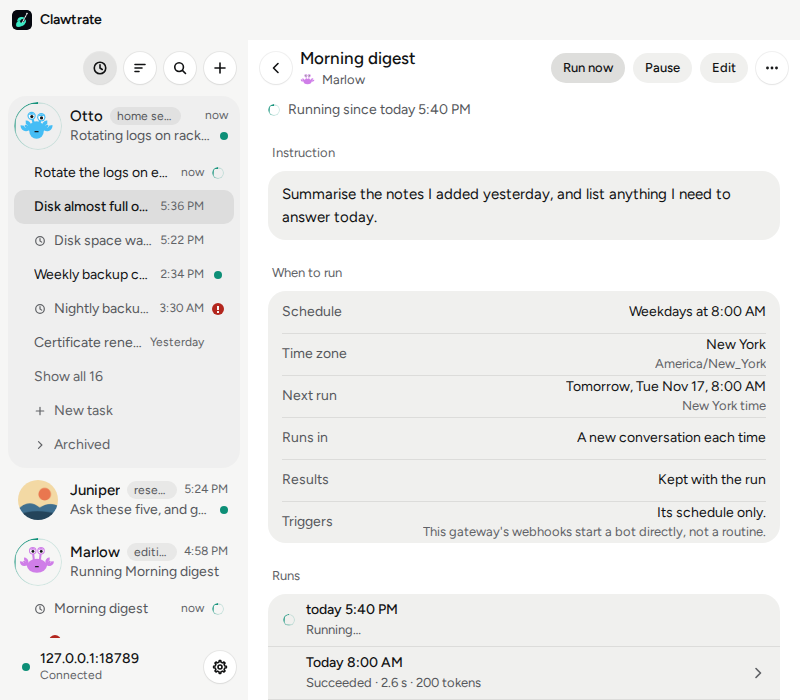 Clawtrate
Otto home se... now
Rotating logs on rack...
Rotate the logs on e... now
Disk almost full o... 5:36 PM
Disk space wa... 5:22 PM
Weekly backup c... 2:34 PM
Nightly backu... 3:30 AM
Certificate rene... Yesterday
Show all 16
New task
Archived
Juniper rese... 5:24 PM
Ask these five, and g...
Marlow editi... 4:58 PM
Running Morning digest
Morning digest now
127.0.0.1:18789
Connected
Morning digest
Marlow
Run now Pause Edit
Running since today 5:40 PM
Instruction
Summarise the notes I added yesterday, and list anything I need to
answer today.
When to run
Schedule Weekdays at 8:00 AM
Time zone New York
America/New_York
Next run Tomorrow, Tue Nov 17, 8:00 AM
New York time
Runs in A new conversation each time
Results Kept with the run
Triggers Its schedule only.
This gateway's webhooks start a bot directly, not a routine.
Runs
today 5:40 PM
Running...
Today 8:00 AM
Succeeded · 2.6 s · 200 tokens